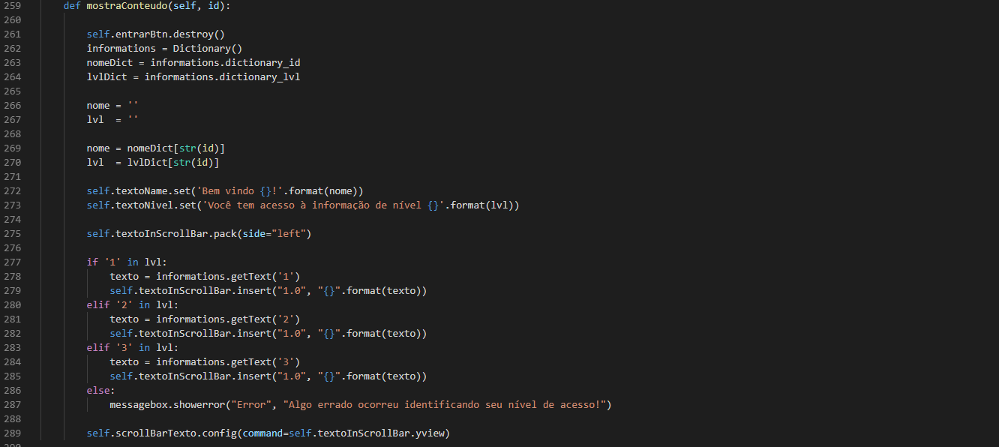 259 def mostraConteudo(self, id):
260
261 self.entrarBtn.destroy()
262 informations = Dictionary()
263 nomeDict = informations.dictionary_id
264 lvlDict = informations.dictionary_lvl
265
266 nome = ''
267 lvl  = ''
268
269 nome = nomeDict[str(id)]
270 lvl  = lvlDict[str(id)]
271
272 self.textoName.set('Bem vindo {}!'.format(nome))
273 self.textoNivel.set('Você tem acesso à informação de nível {}'.format(lvl))
274
275 self.textoInScrollBar.pack(side="left")
276
277 if '1' in lvl:
278 texto = informations.getText('1')
279 self.textoInScrollBar.insert("1.0", "{}".format(texto))
280 elif '2' in lvl:
281 texto = informations.getText('2')
282 self.textoInScrollBar.insert("1.0", "{}".format(texto))
283 elif '3' in lvl:
284 texto = informations.getText('3')
285 self.textoInScrollBar.insert("1.0", "{}".format(texto))
286 else:
287 messagebox.showerror("Error", "Algo errado ocorreu identificando seu nível de acesso!")
288
289 self.scrollBarTexto.config(command=self.textoInScrollBar.yview)